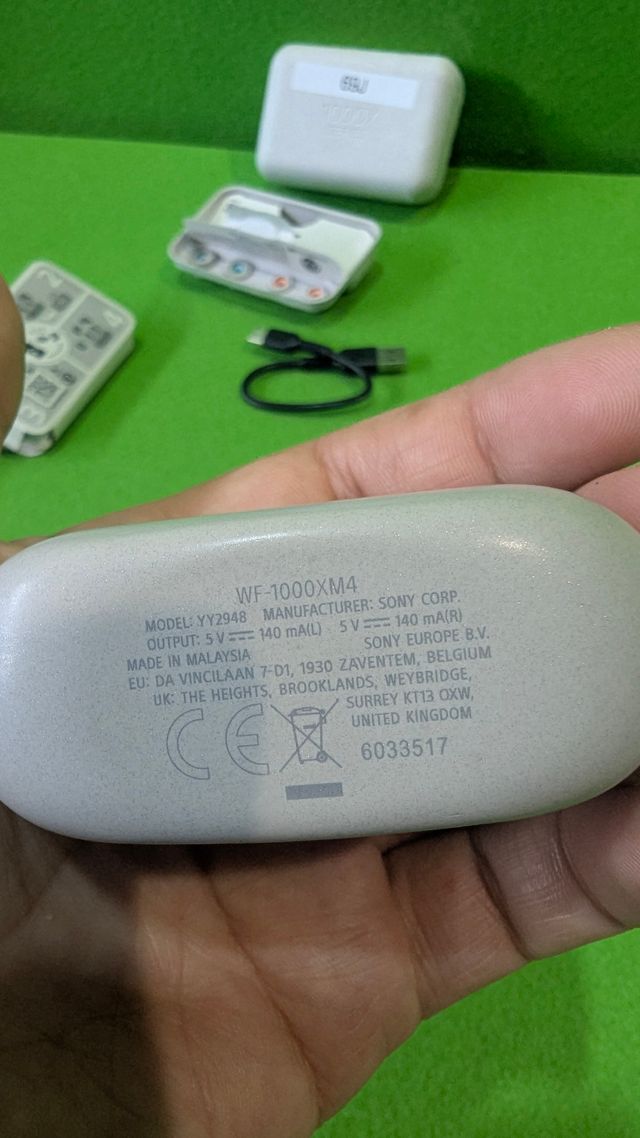 WF-1000XM4
MODEL: YY2948 MANUFACTURER: SONY CORP.
OUTPUT: 5 V 140 mA(L) 5 V 140 mA(R)
MADE IN MALAYSIA SONY EUROPE B.V.
EU: DA VINCILAAN 7-D1, 1930 ZAVENTEM, BELGIUM
UK: THE HEIGHTS, BROOKLANDS, WEYBRIDGE,
SURREY KT13 0XW,
UNITED KINGDOM
CE
6033517